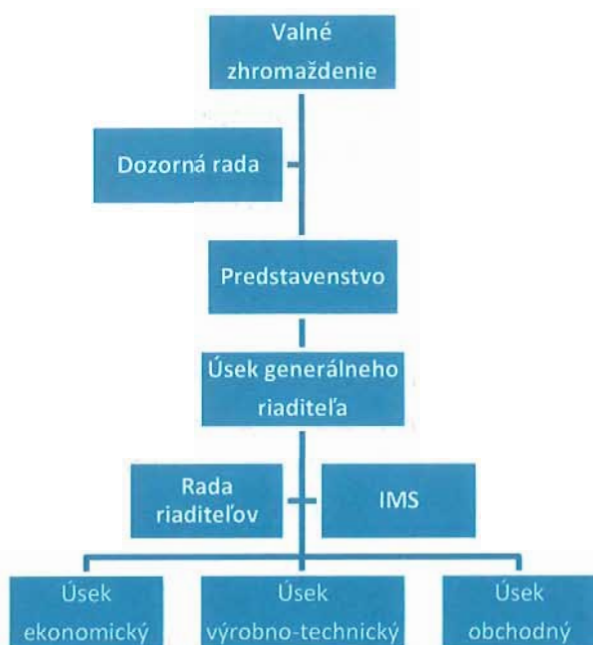 Valné
zhromaždenie
Dozorná rada
Predstavenstvo
Úsek generálneho
riaditeľa
Rada
riaditeľov
IMS
Úsek
ekonomický
Úsek
výrobno-technický
Úsek
obchodný